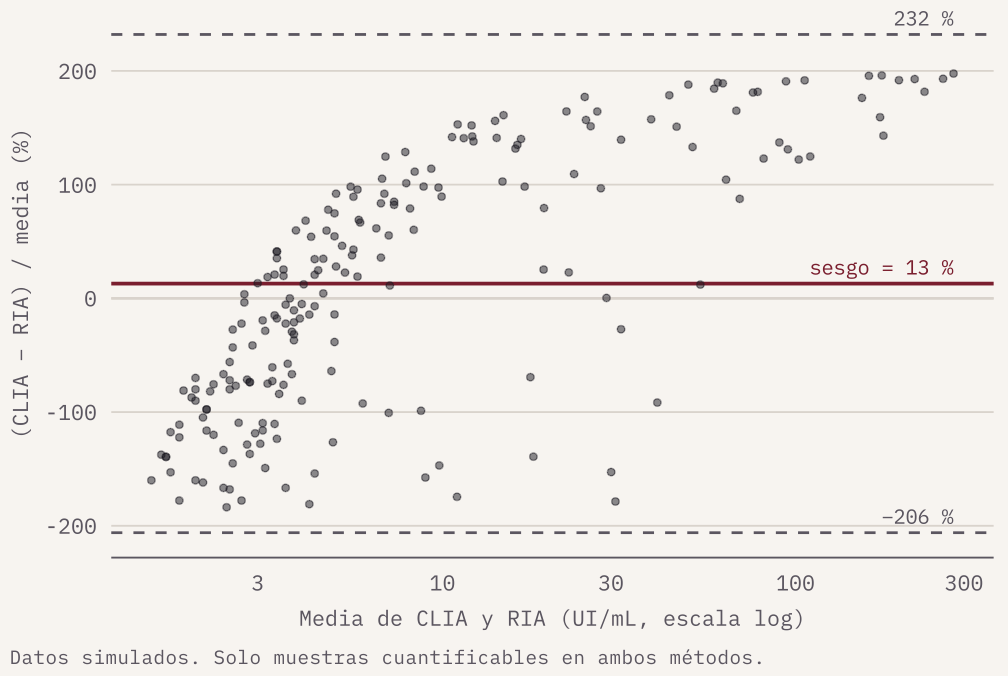 232 %
200
100
sesgo = 13 %
0
-100
-200
−206 %
(CLIA − RIA) / media (%)
3 10 30 100 300
Media de CLIA y RIA (UI/mL, escala log)
Datos simulados. Solo muestras cuantificables en ambos métodos.